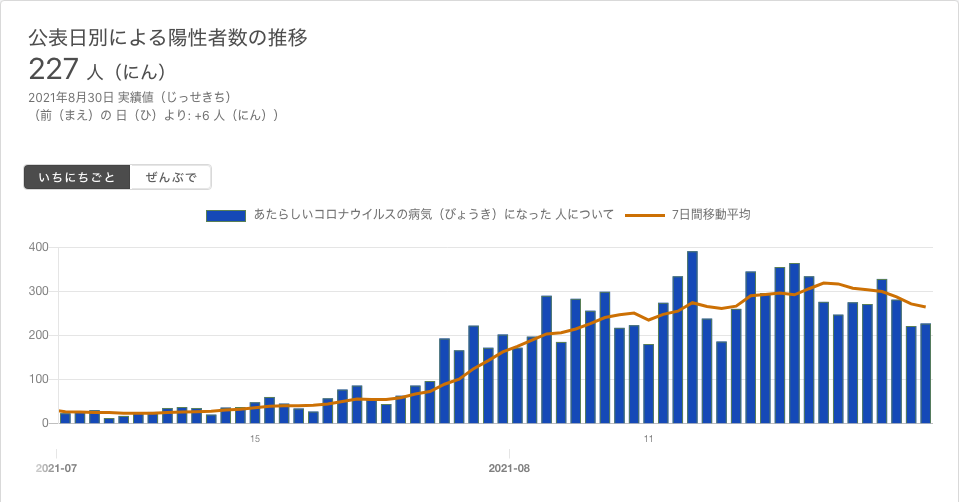 公表日別による陽性者数の推移
227 人（にん）
2021年8月30日 実績値（じっせきち）
（前（まえ）の 日（ひ）より: +6 人（にん））
いちにちごと ぜんぶで
あたらしいコロナウイルスの病気（びょうき）になった 人について 7日間移動平均
400
300
200
100
0
15 11
2021-07 2021-08